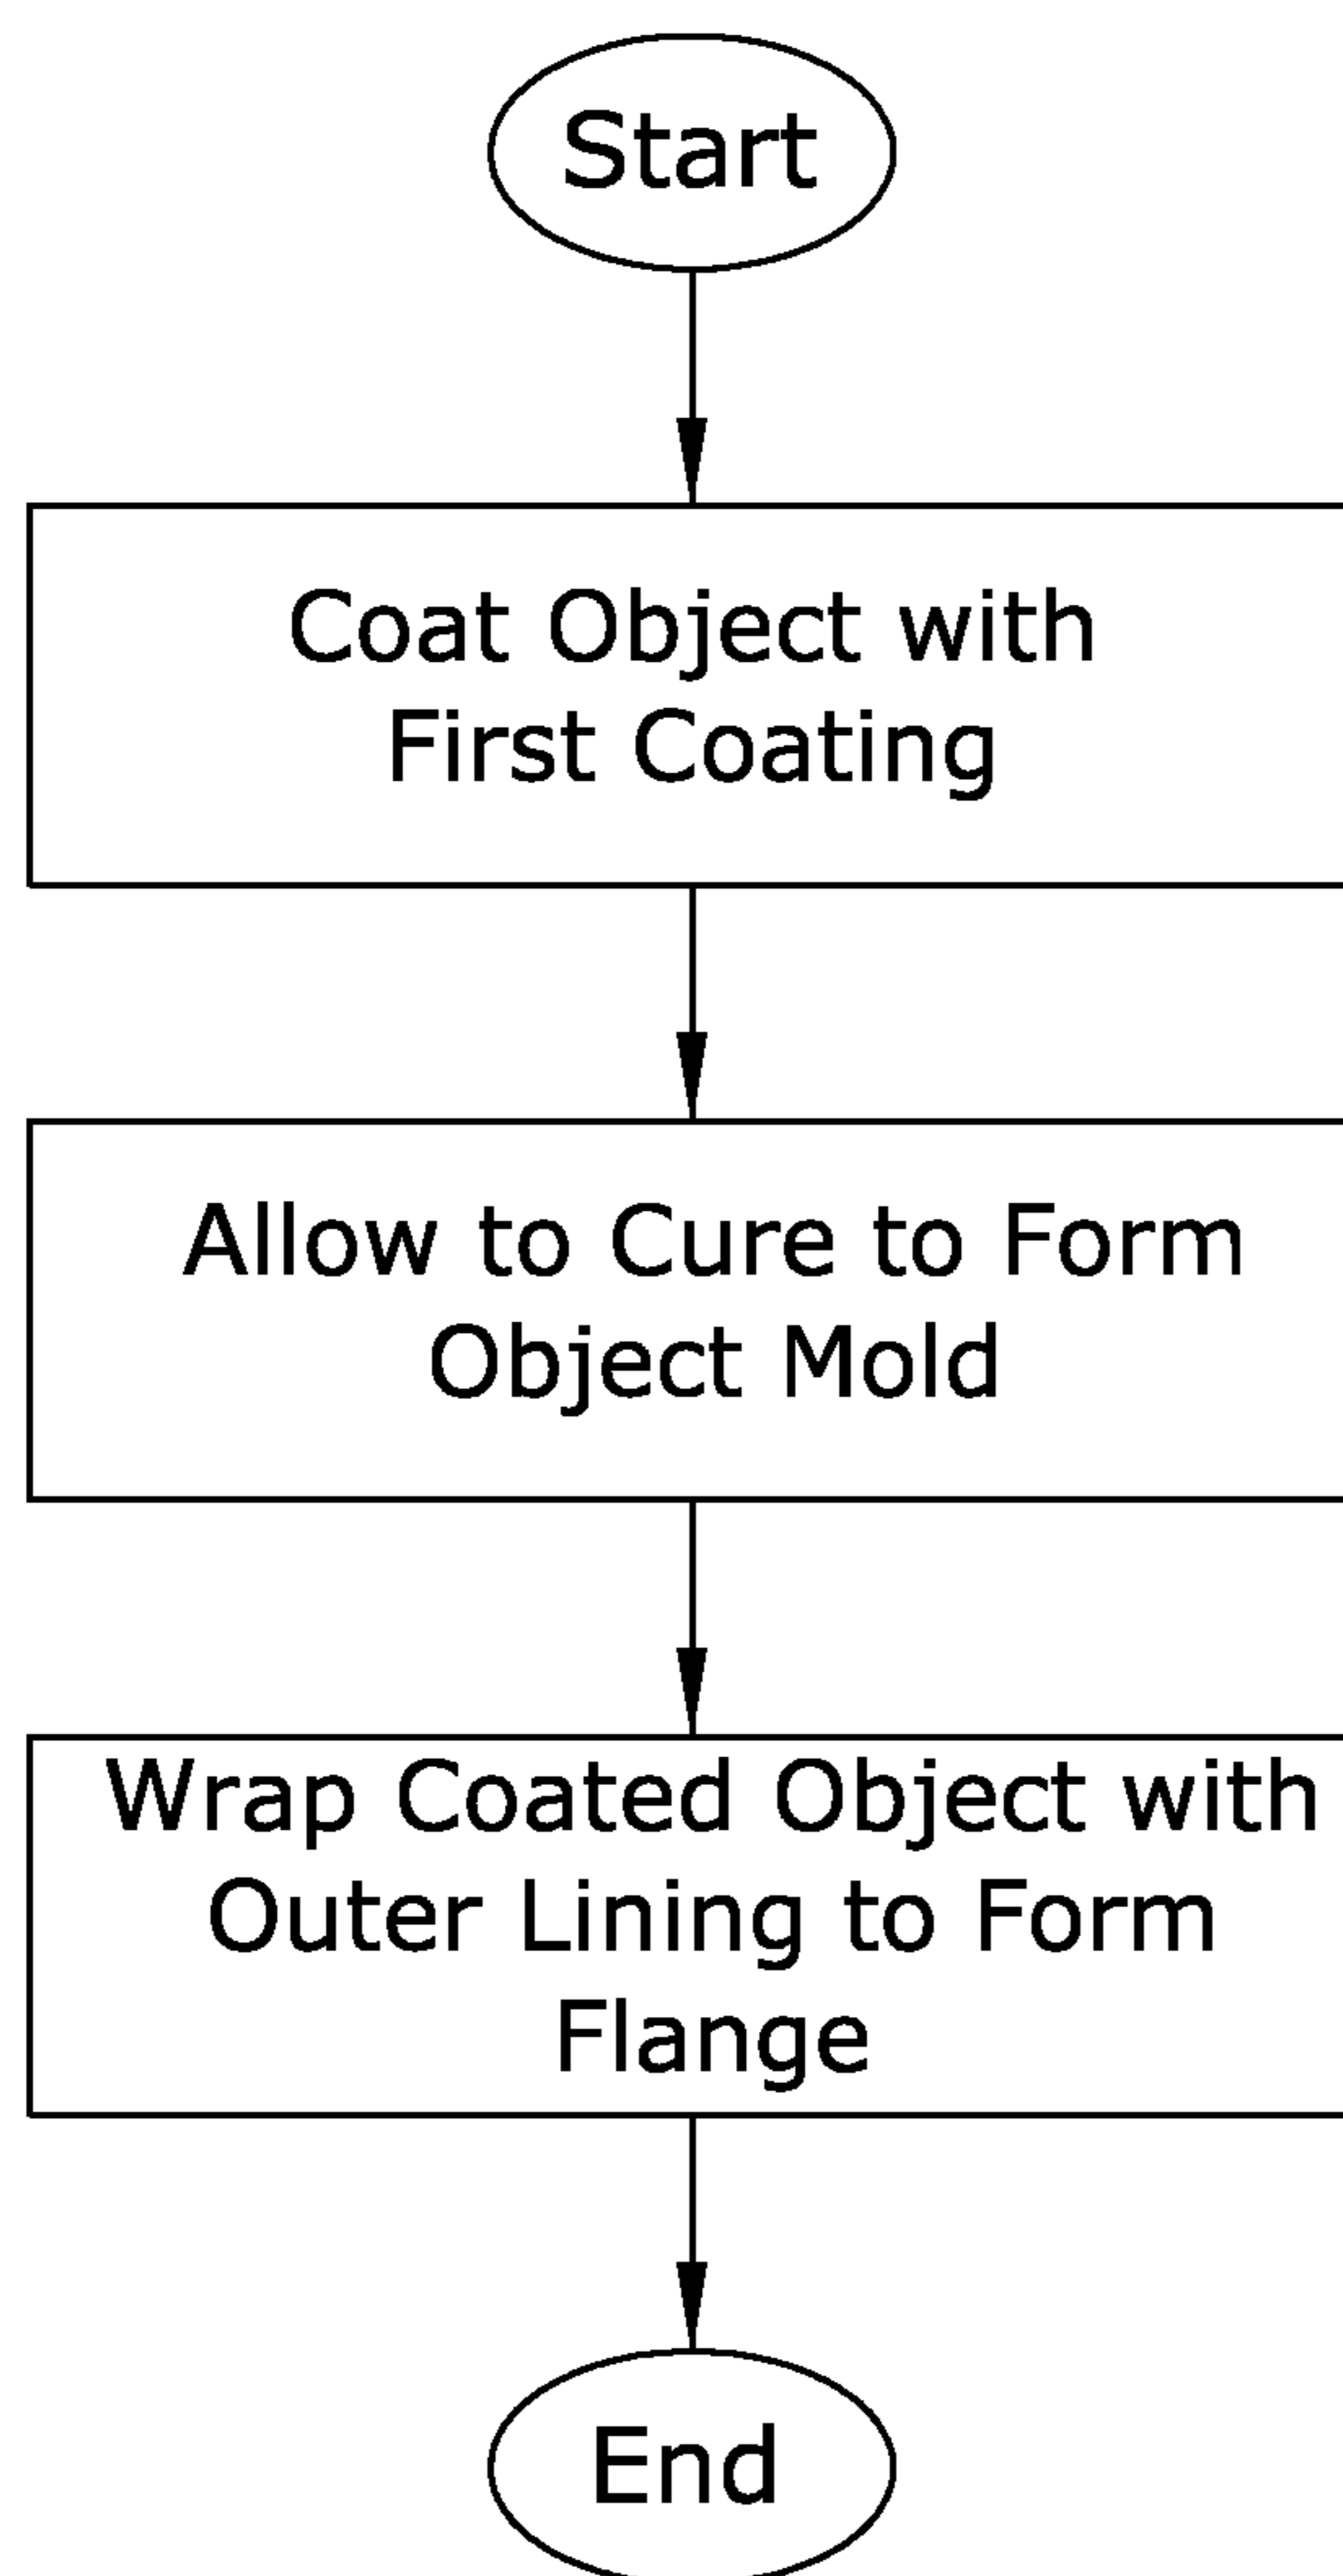 Start
Coat Object with
First Coating
Allow to Cure to Form
Object Mold
Wrap Coated Object with
Outer Lining to Form
Flange
End